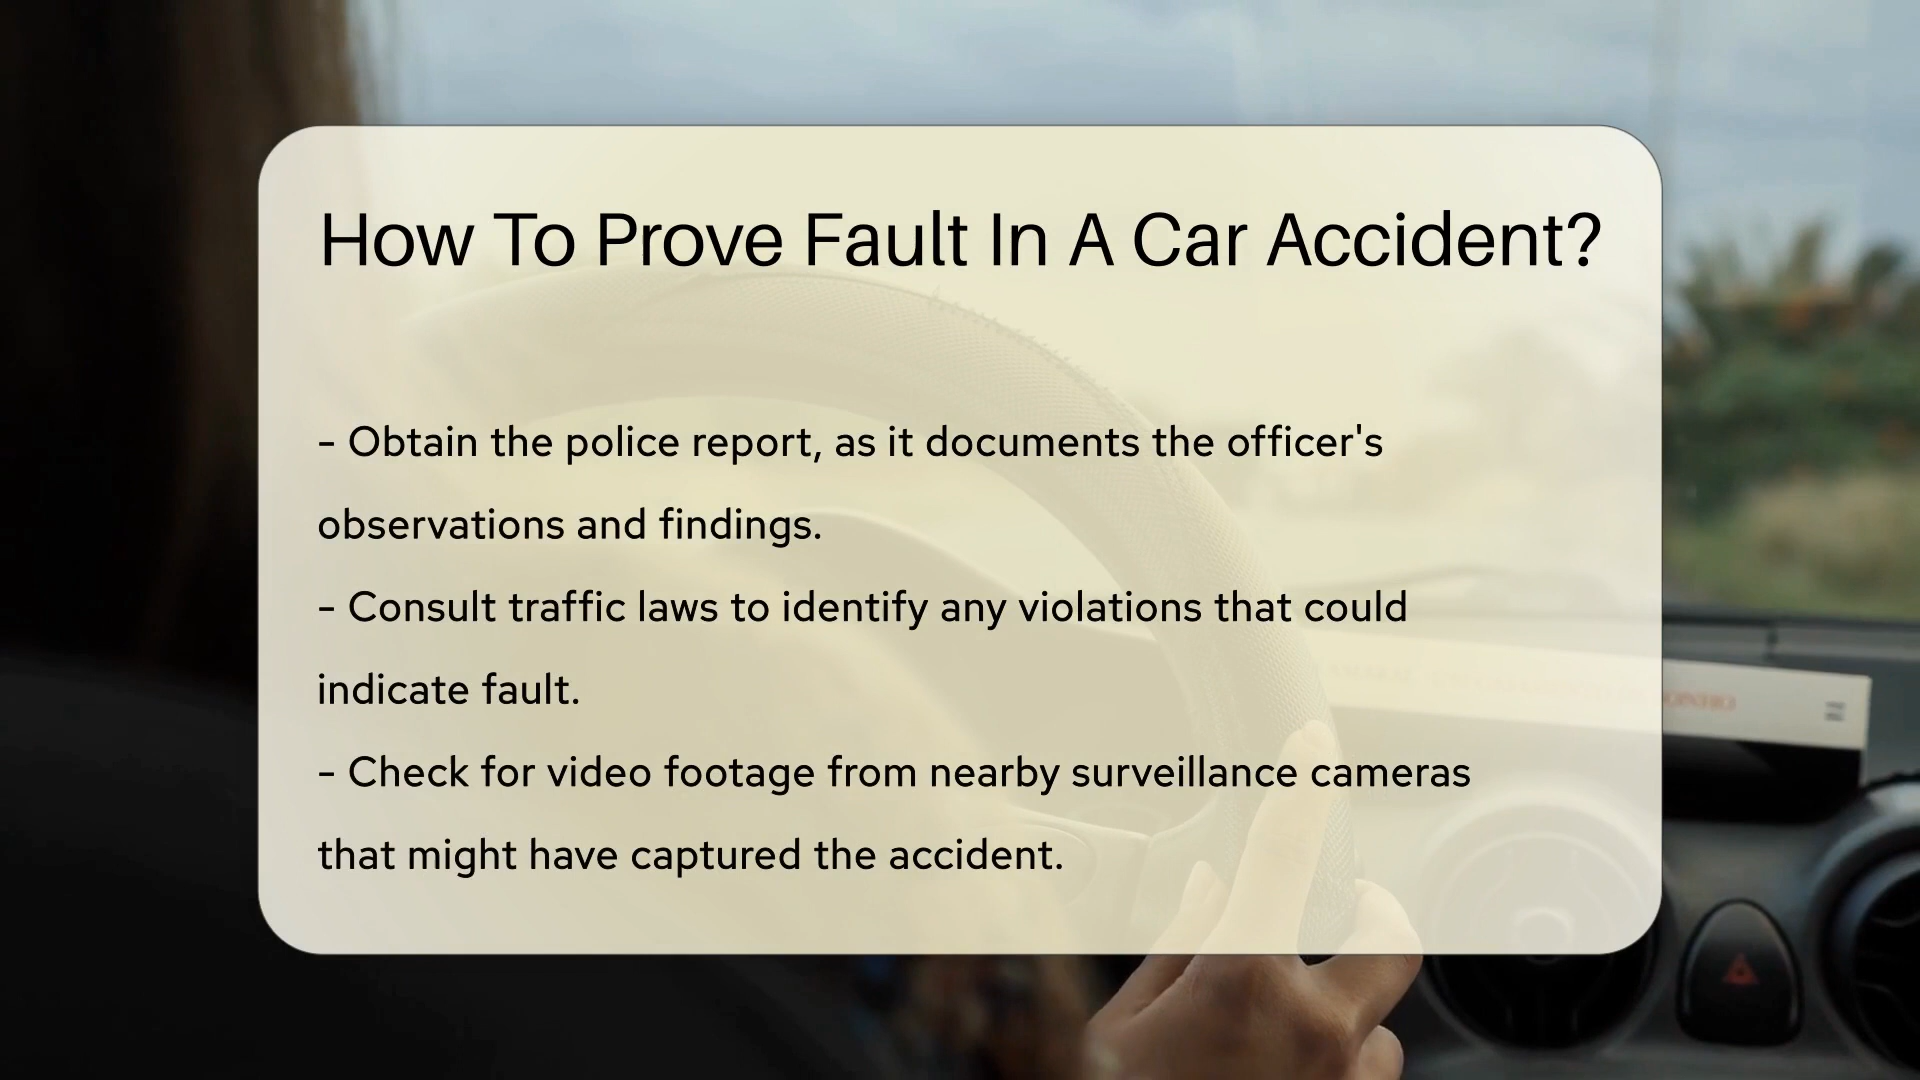 How To Prove Fault In A Car Accident?
- Obtain the police report, as it documents the officer's
observations and findings.
- Consult traffic laws to identify any violations that could
indicate fault.
- Check for video footage from nearby surveillance cameras
that might have captured the accident.